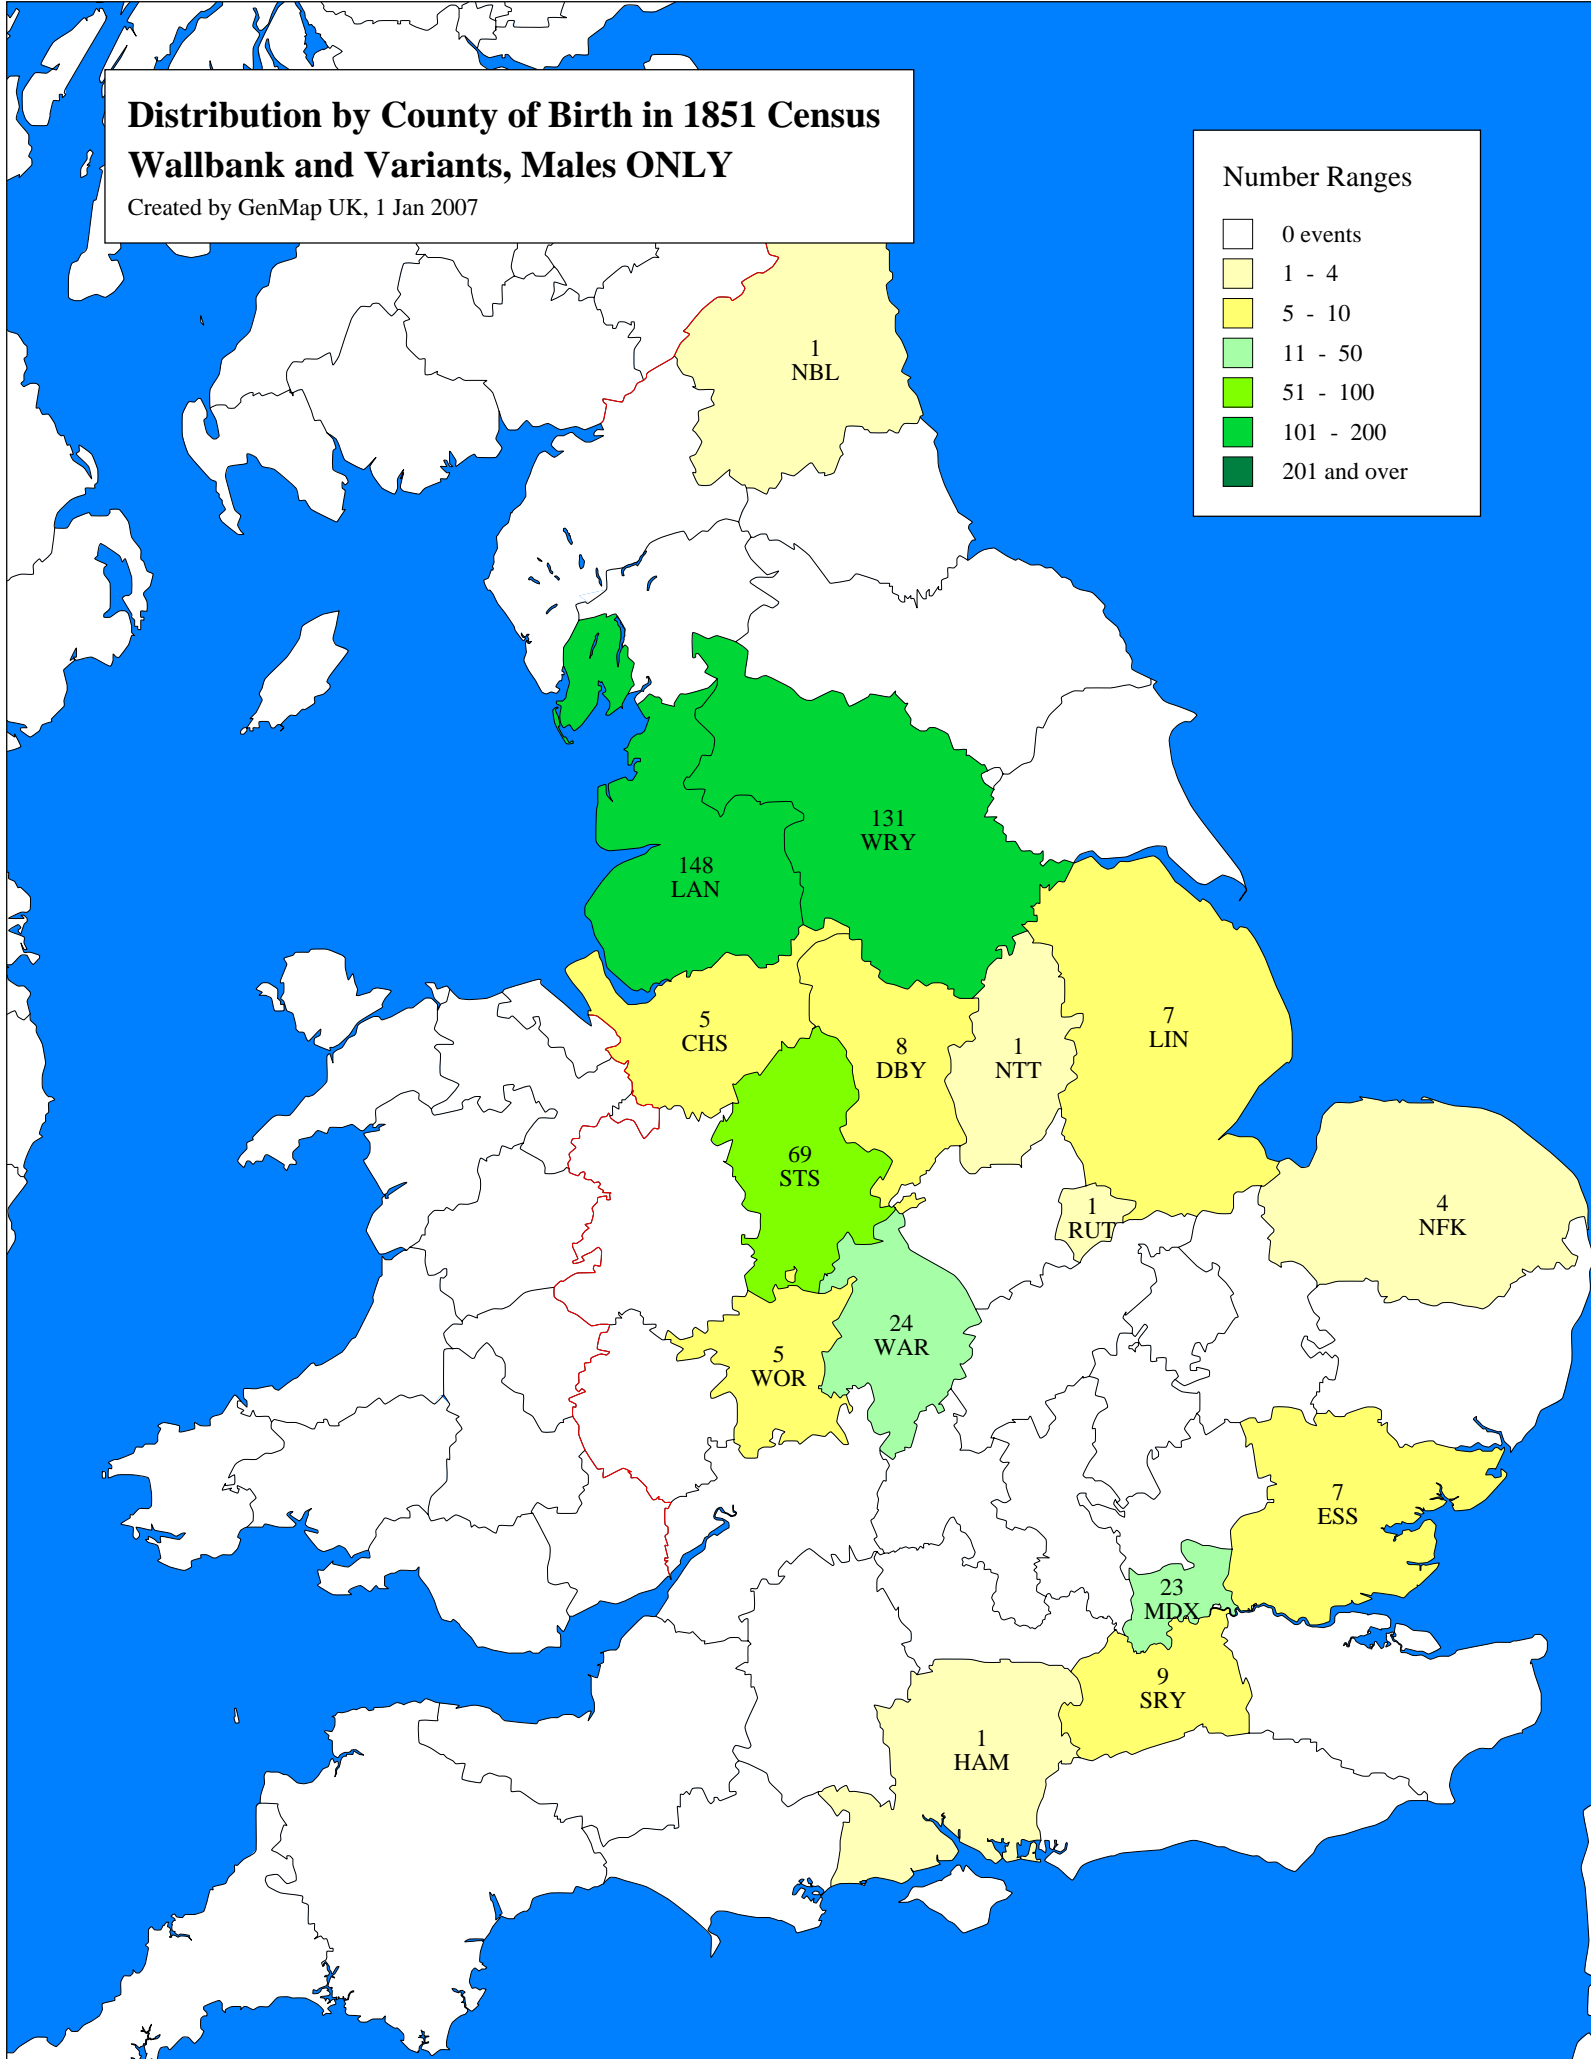 Distribution by County of Birth in 1851 Census
Wallbank and Variants, Males ONLY
Created by GenMap UK, 1 Jan 2007
Number Ranges
0 events
1 - 4
5 - 10
11 - 50
51 - 100
101 - 200
201 and over
1
NBL
131
WRY
148
LAN
5
CHS
8
DBY
1
NTT
7
LIN
69
STS
1
RUT
4
NFK
24
WAR
5
WOR
7
ESS
23
MDX
9
SRY
1
HAM